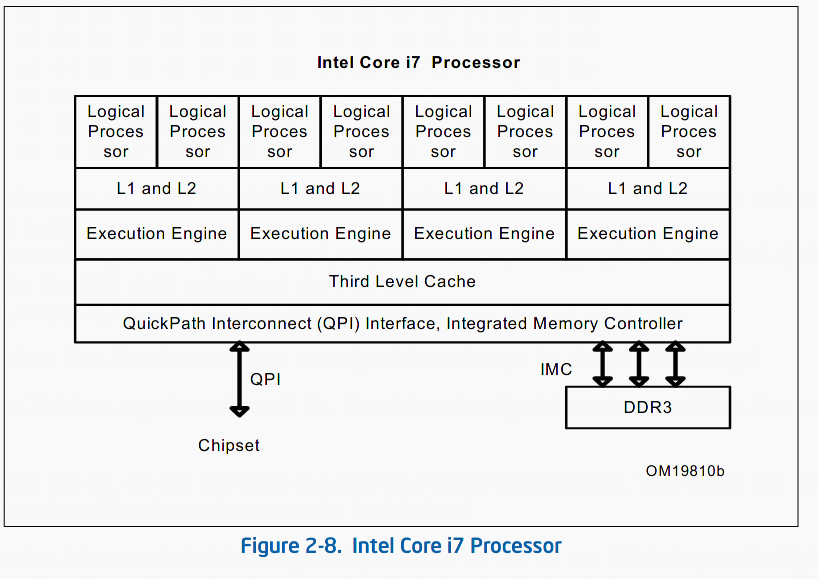 Intel Core i7 Processor
Logical Logical Logical Logical Logical Logical Logical Logical
Proces Proces Proces Proces Proces Proces Proces Proces
sor sor sor sor sor sor sor sor
L1 and L2 L1 and L2 L1 and L2 L1 and L2
Execution Engine Execution Engine Execution Engine Execution Engine
Third Level Cache
QuickPath Interconnect (QPI) Interface, Integrated Memory Controller
QPI
IMC
DDR3
Chipset
OM19810b
Figure 2-8. Intel Core i7 Processor